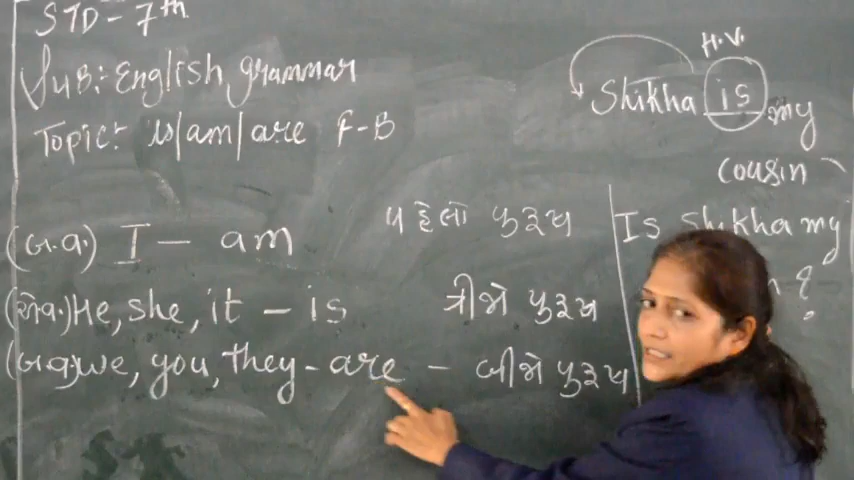 STD - 7th
Sub:- English grammar
Topic:- is/am/are F-B
(બ.વ.) I - am પહેલો પુરૂષ
(એ.વ.) He, she, it - is ત્રીજો પુરૂષ
(બ.વ.) we, you, they - are - બીજો પુરૂષ
H.V.
Shikha is my
cousin
Is Shikha my
?